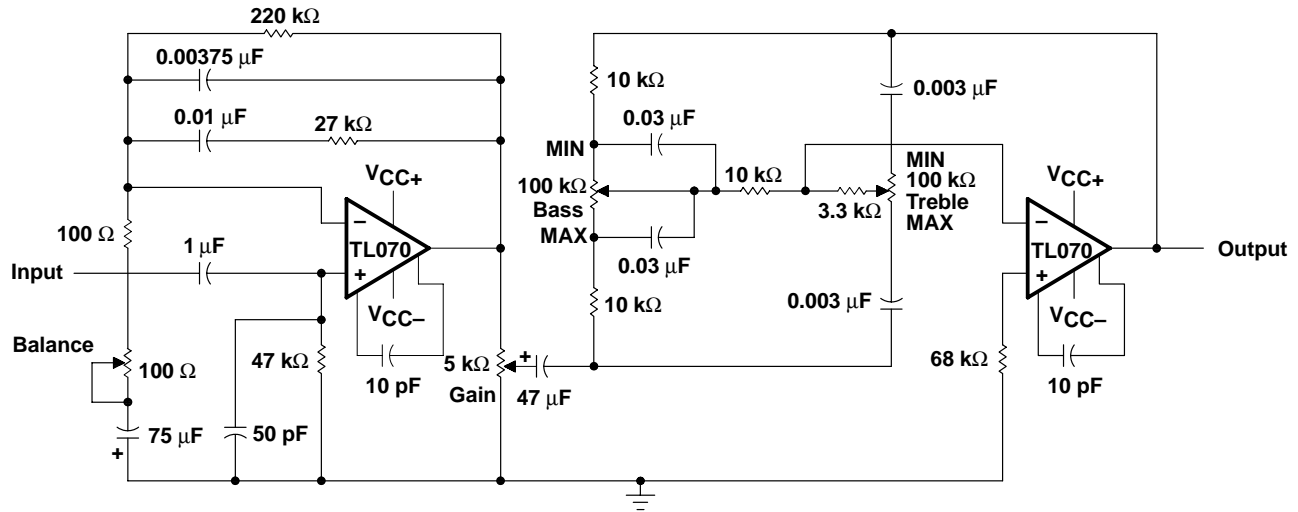 220 kΩ
0.00375 µF
0.01 µF
27 kΩ
VCC+
100 Ω
1 µF
Input
−
TL070
+
VCC−
Balance
100 Ω
47 kΩ
10 pF
75 µF
+
50 pF
5 kΩ
Gain
+
47 µF
10 kΩ
0.03 µF
MIN
100 kΩ
Bass
MAX
0.03 µF
10 kΩ
10 kΩ
3.3 kΩ
0.003 µF
MIN
100 kΩ
Treble
MAX
0.003 µF
VCC+
−
TL070
+
VCC−
68 kΩ
10 pF
Output